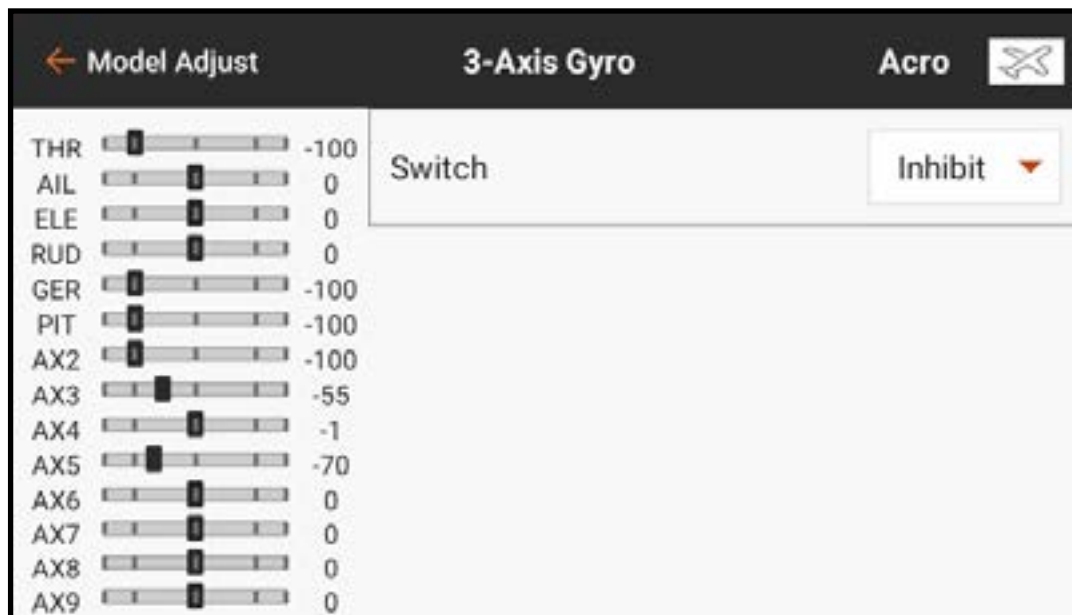 Model Adjust 3-Axis Gyro Acro
THR -100
AIL 0
ELE 0
RUD 0
GER -100
PIT -100
AX2 -100
AX3 -55
AX4 -1
AX5 -70
AX6 0
AX7 0
AX8 0
AX9 0
Switch Inhibit